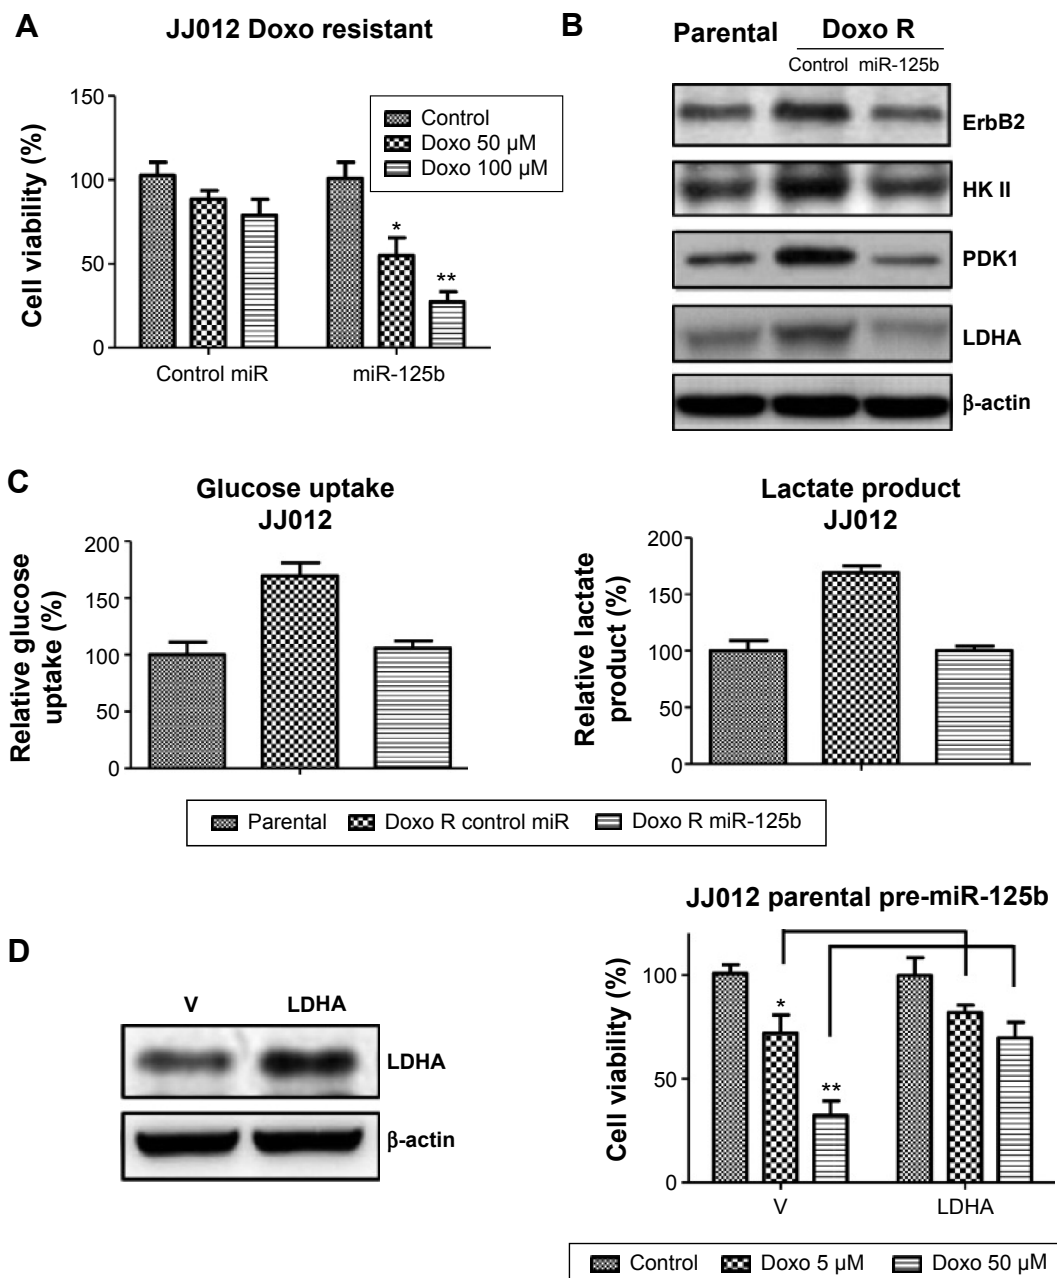 A
JJ012 Doxo resistant
Cell viability (%)
150
100
50
0
Control
Doxo 50 µM
Doxo 100 µM
*
**
Control miR
miR-125b
B
Parental
Doxo R
Control miR-125b
ErbB2
HK II
PDK1
LDHA
β-actin
C
Glucose uptake
JJ012
Relative glucose
uptake (%)
200
150
100
50
0
Lactate product
JJ012
Relative lactate
product (%)
200
150
100
50
0
Parental Doxo R control miR Doxo R miR-125b
D
V LDHA
LDHA
β-actin
JJ012 parental pre-miR-125b
Cell viability (%)
100
50
0
*
**
V LDHA
Control Doxo 5 µM Doxo 50 µM